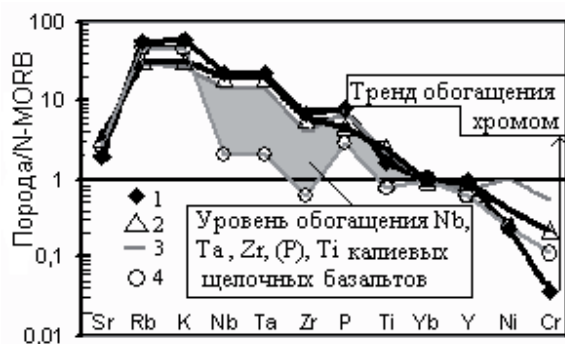 100
Тренд обогащения
хромом
10
Порода/N-MORB
1
1
2
3
4
Уровень обогащения Nb,
Ta , Zr, (P), Ti калиевых
щелочных базальтов
0,1
0,01
Sr Rb K Nb Ta Zr P Ti Yb Y Ni Cr